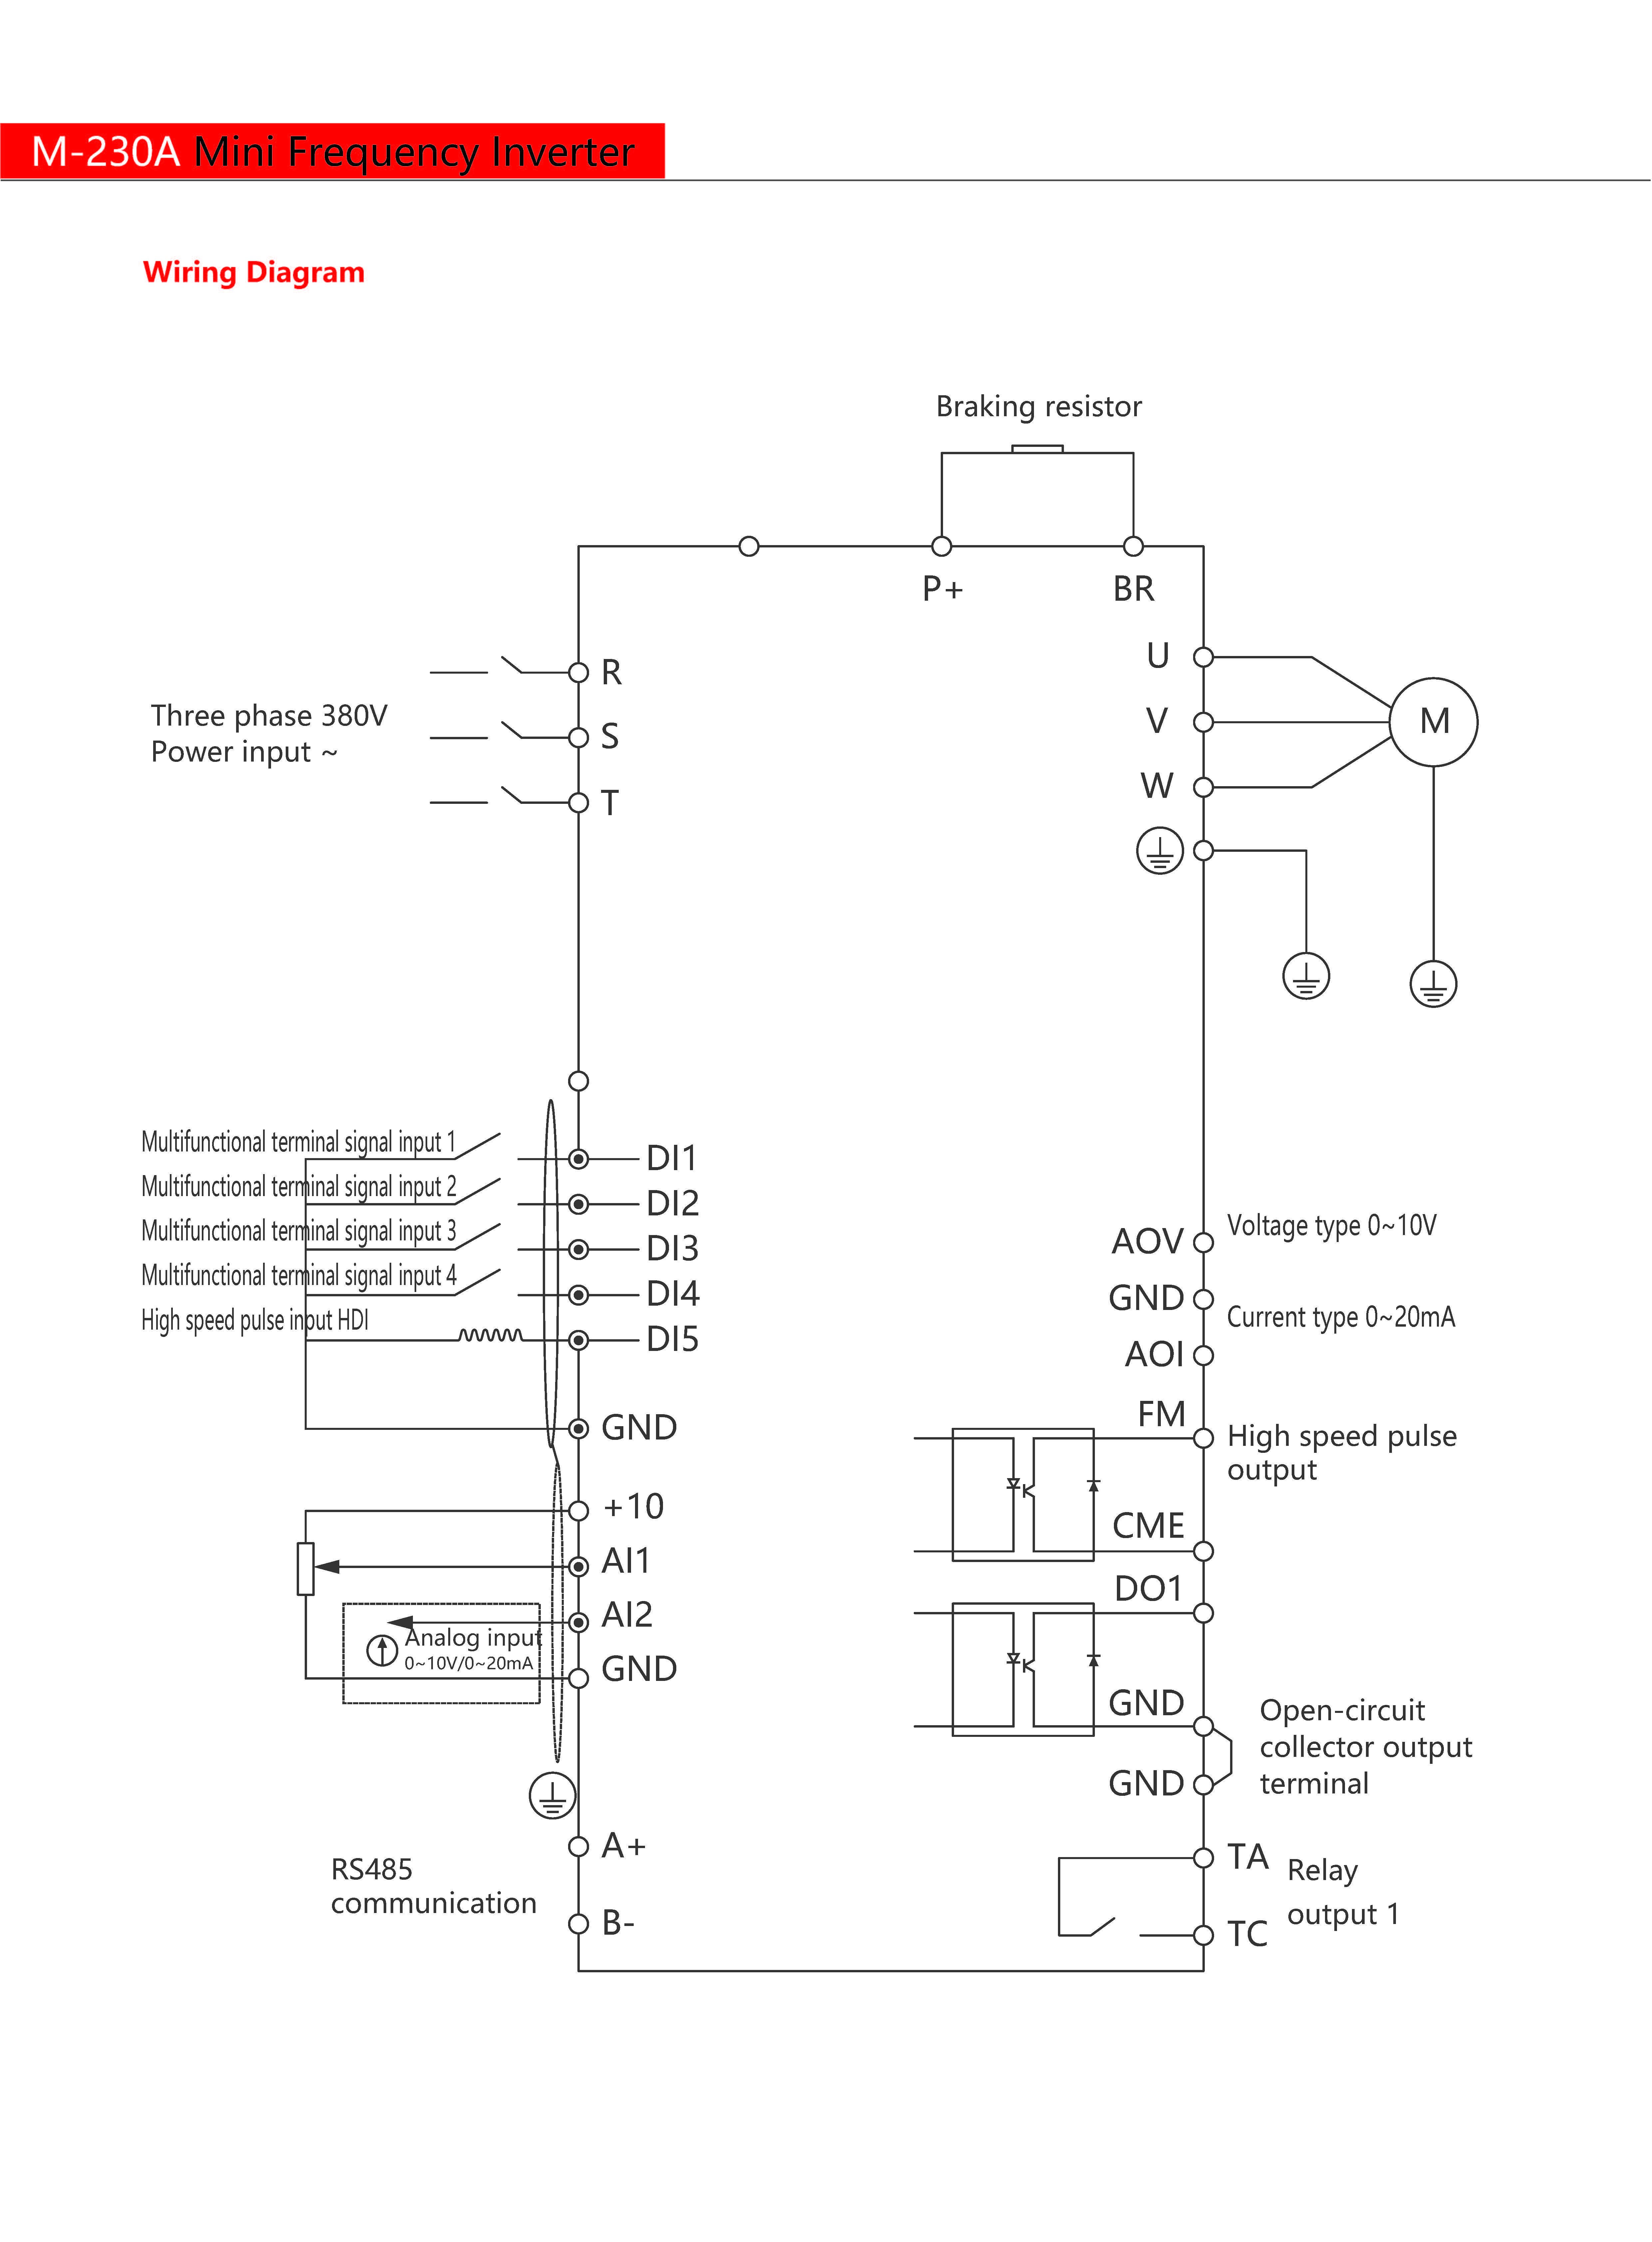 M-230A Mini Frequency Inverter
Wiring Diagram
Braking resistor
P+
BR
Three phase 380V
Power input ~
R
S
T
U
V
W
M
Multifunctional terminal signal input 1
Multifunctional terminal signal input 2
Multifunctional terminal signal input 3
Multifunctional terminal signal input 4
High speed pulse input HDI
DI1
DI2
DI3
DI4
DI5
GND
+10
AI1
AI2
Analog input
0~10V/0~20mA
GND
RS485
communication
A+
B-
AOV
Voltage type 0~10V
GND
Current type 0~20mA
AOI
FM
High speed pulse
output
CME
DO1
GND
Open-circuit
collector output
terminal
GND
TA
Relay
output 1
TC